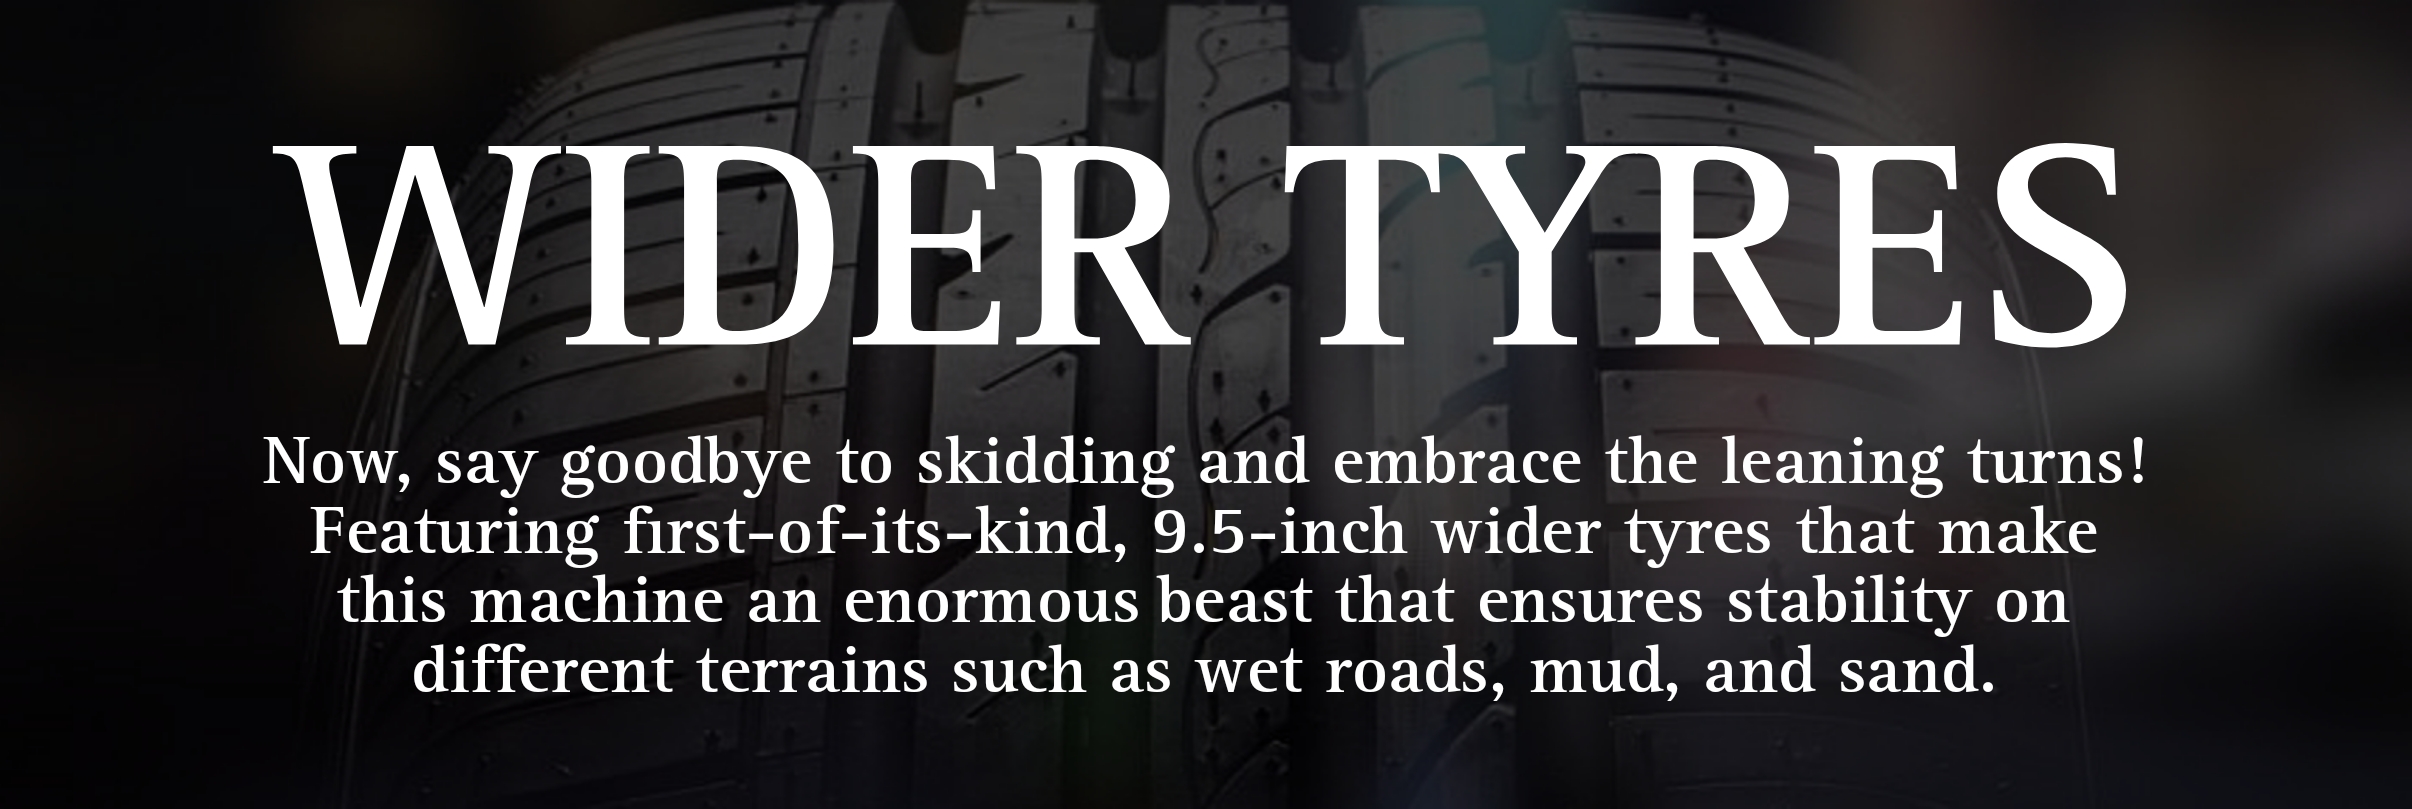 WIDER TYRES
Now, say goodbye to skidding and embrace the leaning turns!
Featuring first-of-its-kind, 9.5-inch wider tyres that make
this machine an enormous beast that ensures stability on
different terrains such as wet roads, mud, and sand.